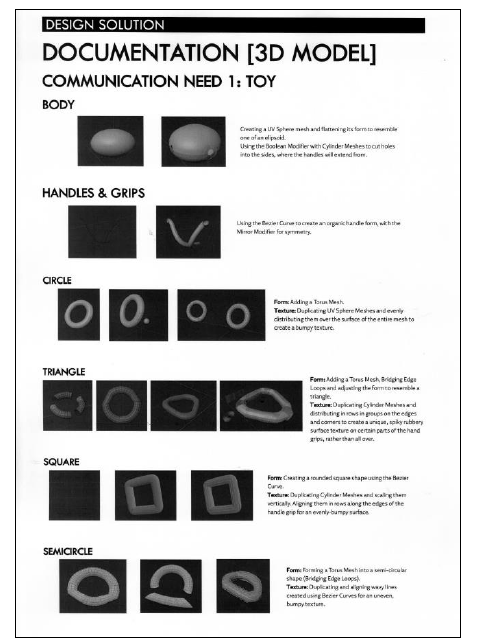 DESIGN SOLUTION
DOCUMENTATION [3D MODEL]
COMMUNICATION NEED 1: TOY
BODY
Creating a UV Sphere mesh and flattening its form to resemble
one of an elipsoid.
Using the Boolean Modifier with Cylinder Meshes to cut holes
into the sides, where the handles will extend from.
HANDLES & GRIPS
Using the Bezier Curve to create an organic handle form, with the
Mirror Modifier for symmetry.
CIRCLE
Form: Adding a Torus Mesh.
Texture: Duplicating UV Sphere Meshes and evenly
distributing them over the surface of the entire mesh to
create a bumpy texture.
TRIANGLE
Form: Adding a Torus Mesh, Bridging Edge
Loops and adjusting the form to resemble a
triangle.
Texture: Duplicating Cylinder Meshes and
distributing in rows in groups on the edges
and corners to create a unique, spiky rubbery
surface texture on certain parts of the hand
grips, rather than all over.
SQUARE
Form: Creating a rounded square shape using the Bezier
Curve.
Texture: Duplicating Cylinder Meshes and scaling them
vertically. Aligning them in rows along the edges of the
handle grip for an evenly-bumpy surface.
SEMICIRCLE
Form: Forming a Torus Mesh into a semi-circular
shape (Bridging Edge Loops).
Texture: Duplicating and aligning wavy lines
created using Bezier Curves for an uneven,
bumpy texture.